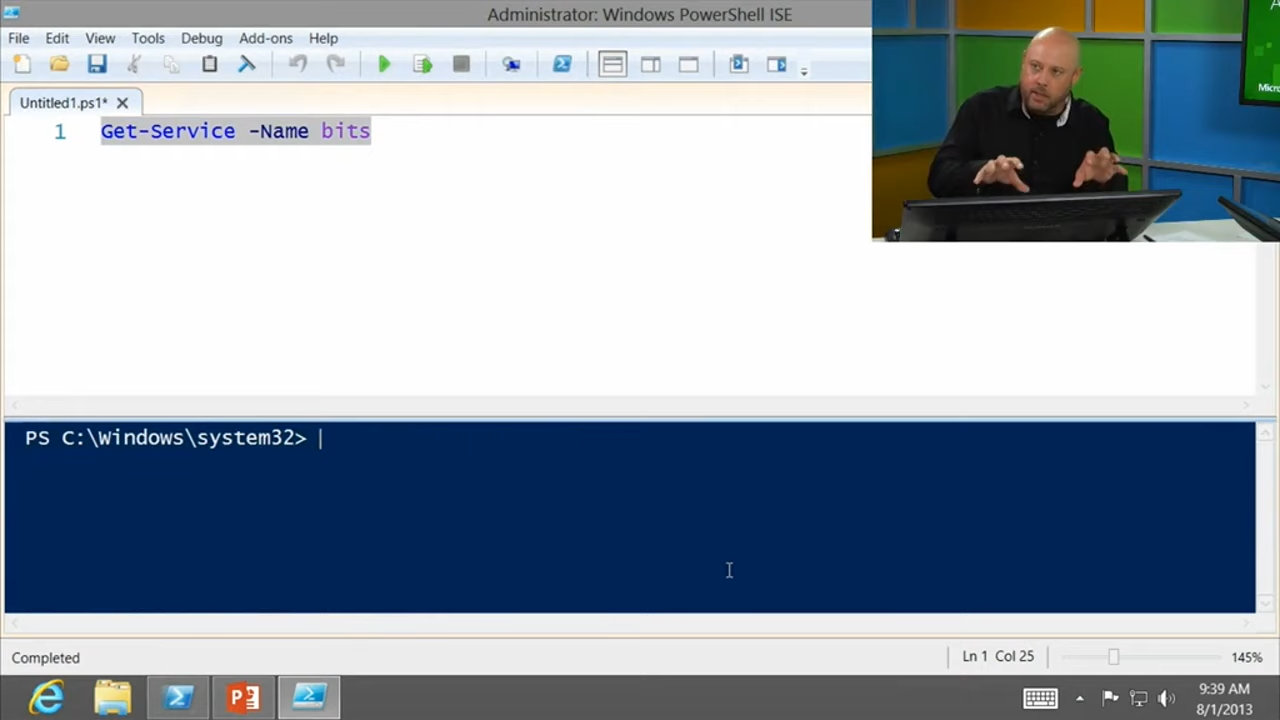 Administrator: Windows PowerShell ISE
File Edit View Tools Debug Add-ons Help
Untitled1.ps1*
1 Get-Service -Name bits
PS C:\Windows\system32>
Completed
Ln 1 Col 25
145%
9:39 AM
8/1/2013